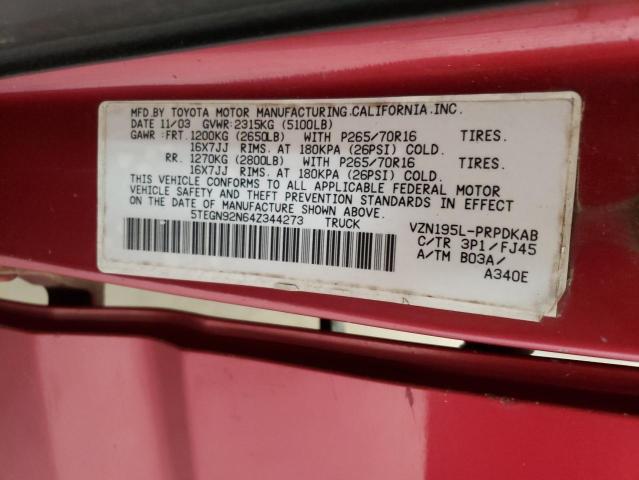 MFD.BY TOYOTA MOTOR MANUFACTURING.CALIFORNIA.INC.
DATE 11/03 GVWR:2315KG (5100LB)
GAWR:FRT.1200KG (2650LB) WITH P265/70R16 TIRES.
16X7JJ RIMS. AT 180KPA (26PSI) COLD.
RR. 1270KG (2800LB) WITH P265/70R16 TIRES.
16X7JJ RIMS. AT 180KPA (26PSI) COLD.
THIS VEHICLE CONFORMS TO ALL APPLICABLE FEDERAL MOTOR
VEHICLE SAFETY AND THEFT PREVENTION STANDARDS IN EFFECT
ON THE DATE OF MANUFACTURE SHOWN ABOVE.
5TEGN92N64Z344273 TRUCK
VZN195L-PRPDKAB
C/TR 3P1/FJ45
A/TM B03A/
A340E